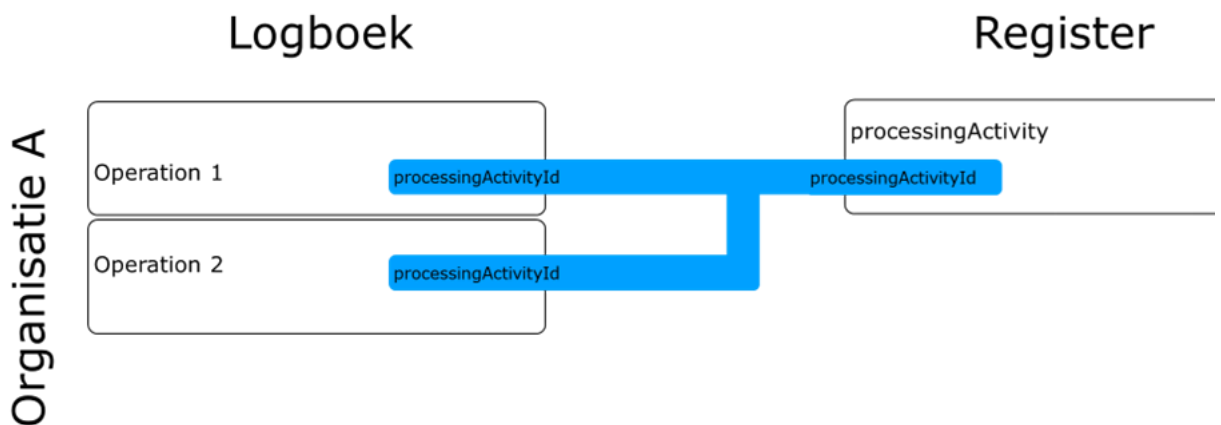 Logboek
Register
Organisatie A
processingActivity
Operation 1
processingActivityId
processingActivityId
Operation 2
processingActivityId